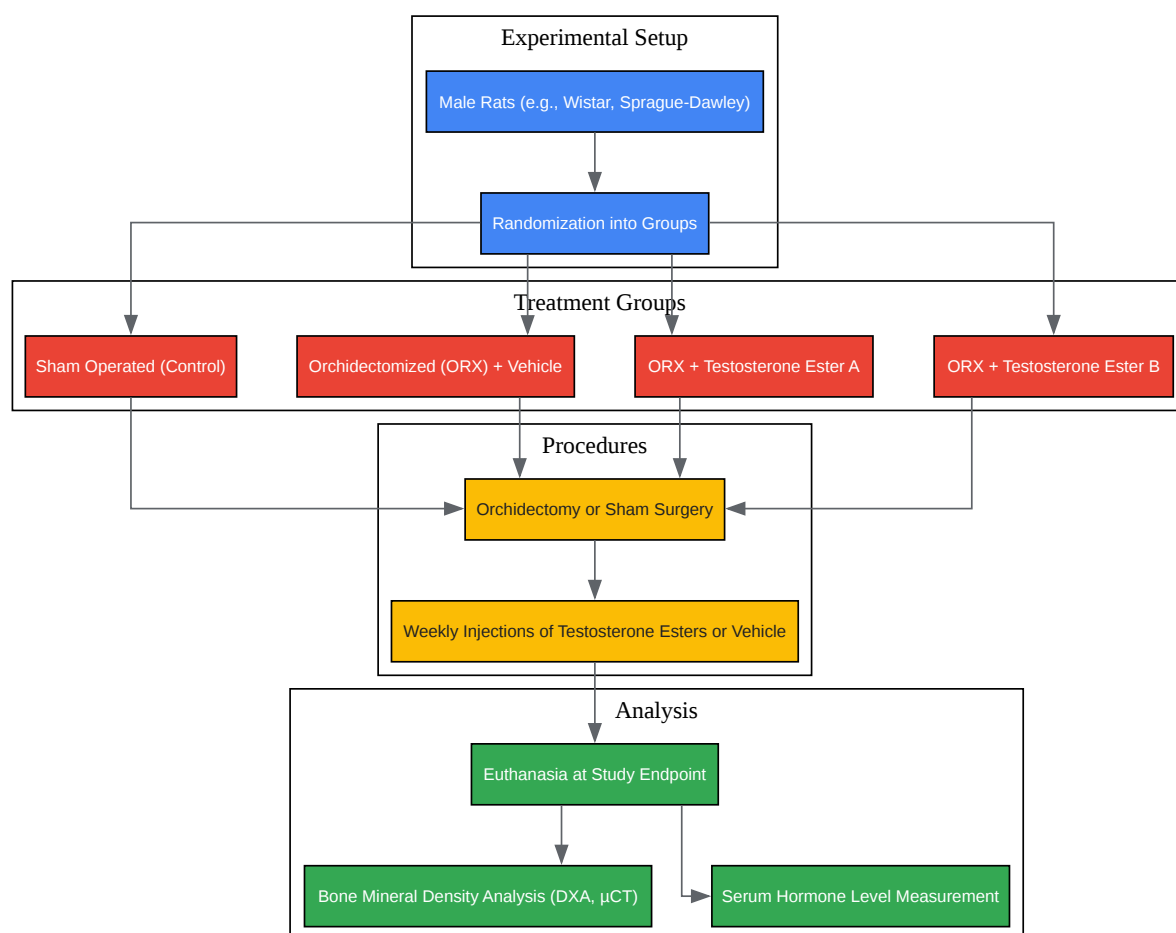 Experimental Setup
Male Rats (e.g., Wistar, Sprague-Dawley)
Randomization into Groups
Treatment Groups
Sham Operated (Control)
Orchidectomized (ORX) + Vehicle
ORX + Testosterone Ester A
ORX + Testosterone Ester B
Procedures
Orchidectomy or Sham Surgery
Weekly Injections of Testosterone Esters or Vehicle
Analysis
Euthanasia at Study Endpoint
Bone Mineral Density Analysis (DXA, µCT)
Serum Hormone Level Measurement